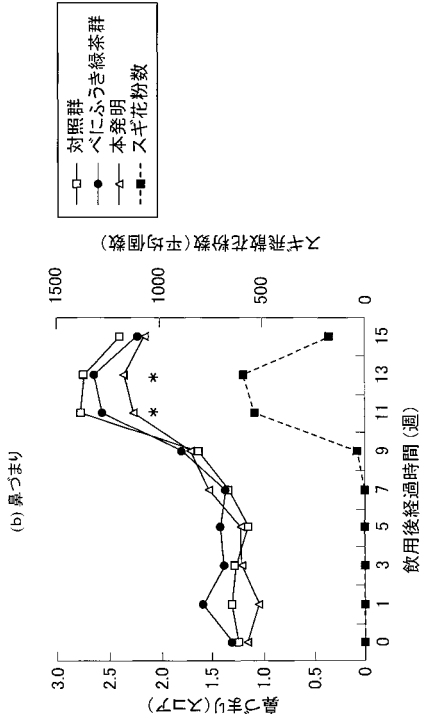 (b) 鼻づまり
対照群
べにふうき緑茶群
本発明
スギ花粉数
鼻づまり(スコア)
3.0
2.5
2.0
1.5
1.0
0.5
0
スギ飛散花粉数(平均個数)
1500
1000
500
0
* *
0 1 3 5 7 9 11 13 15
飲用後経過時間 (週)